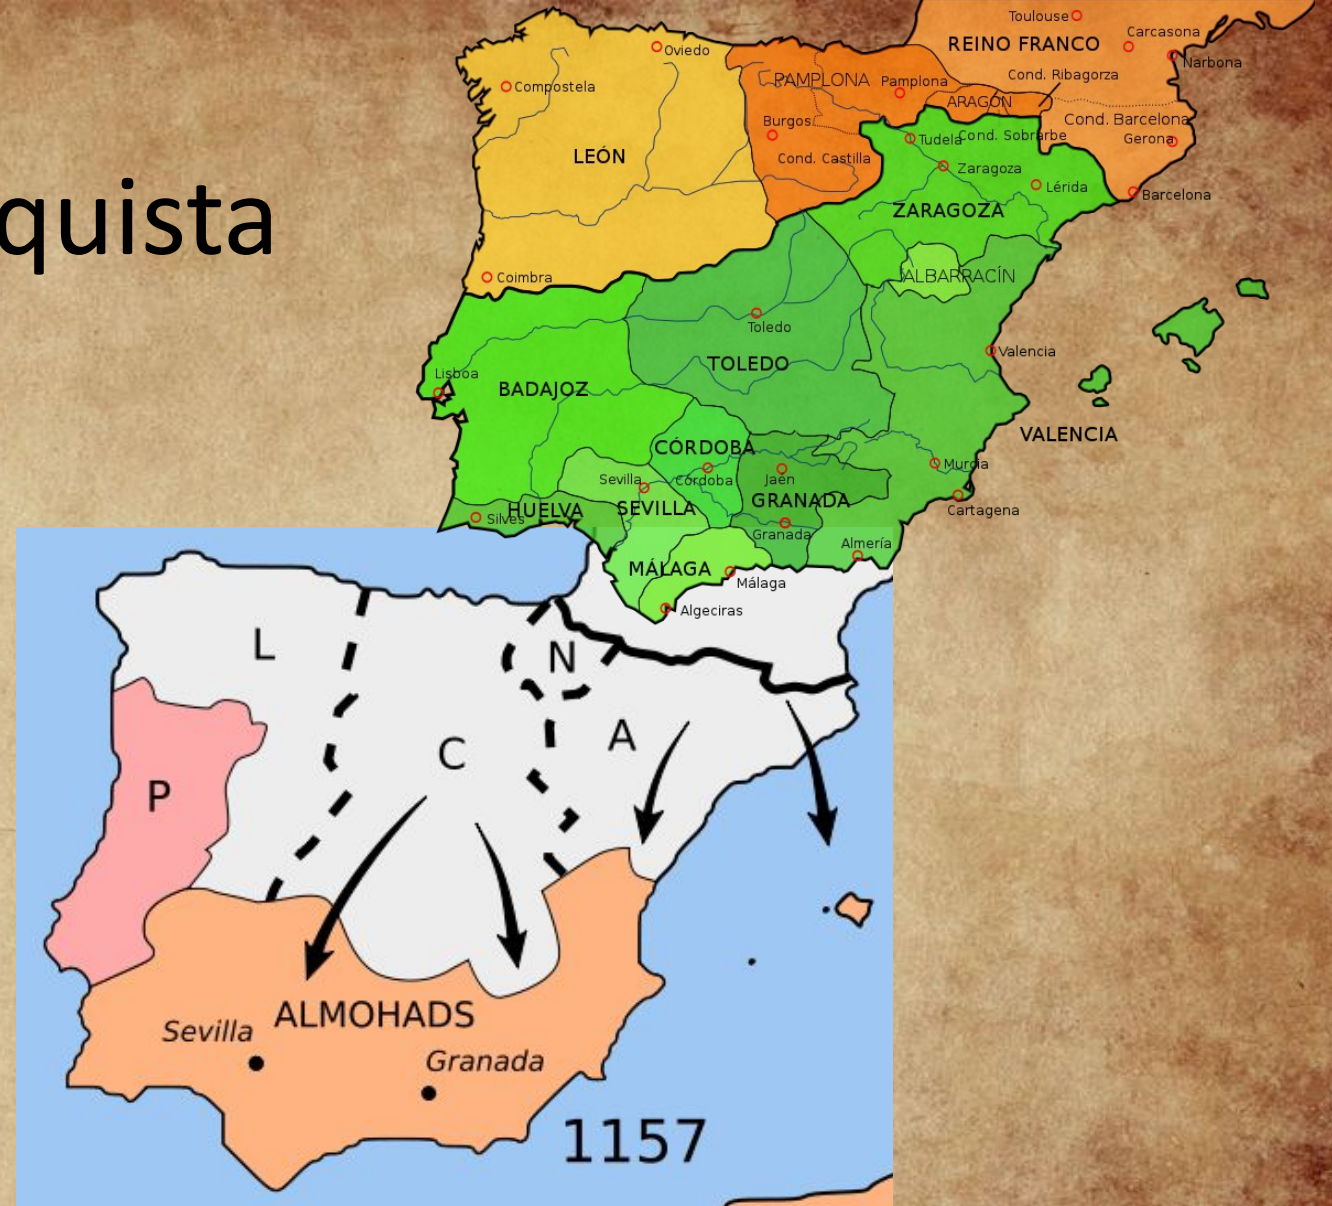 quista
Toulouse
REINO FRANCO
Carcasona
Narbona
Oviedo
Compostela
PAMPLONA
Pamplona
Cond. Ribagorza
ARAGÓN
Cond. Barcelona
Gerona
Burgos
Tudela
Cond. Sobrarbe
LEÓN
Cond. Castilla
Zaragoza
Lérida
Barcelona
ZARAGOZA
Coimbra
ALBARRACÍN
Toledo
Valencia
TOLEDO
Lisboa
BADAJOZ
VALENCIA
CÓRDOBA
Murcia
Sevilla
Córdoba
Jaén
Silves
HUELVA
SEVILLA
GRANADA
Cartagena
Granada
Almería
MÁLAGA
Málaga
Algeciras
L
N
A
C
P
ALMOHADS
Sevilla
Granada
1157